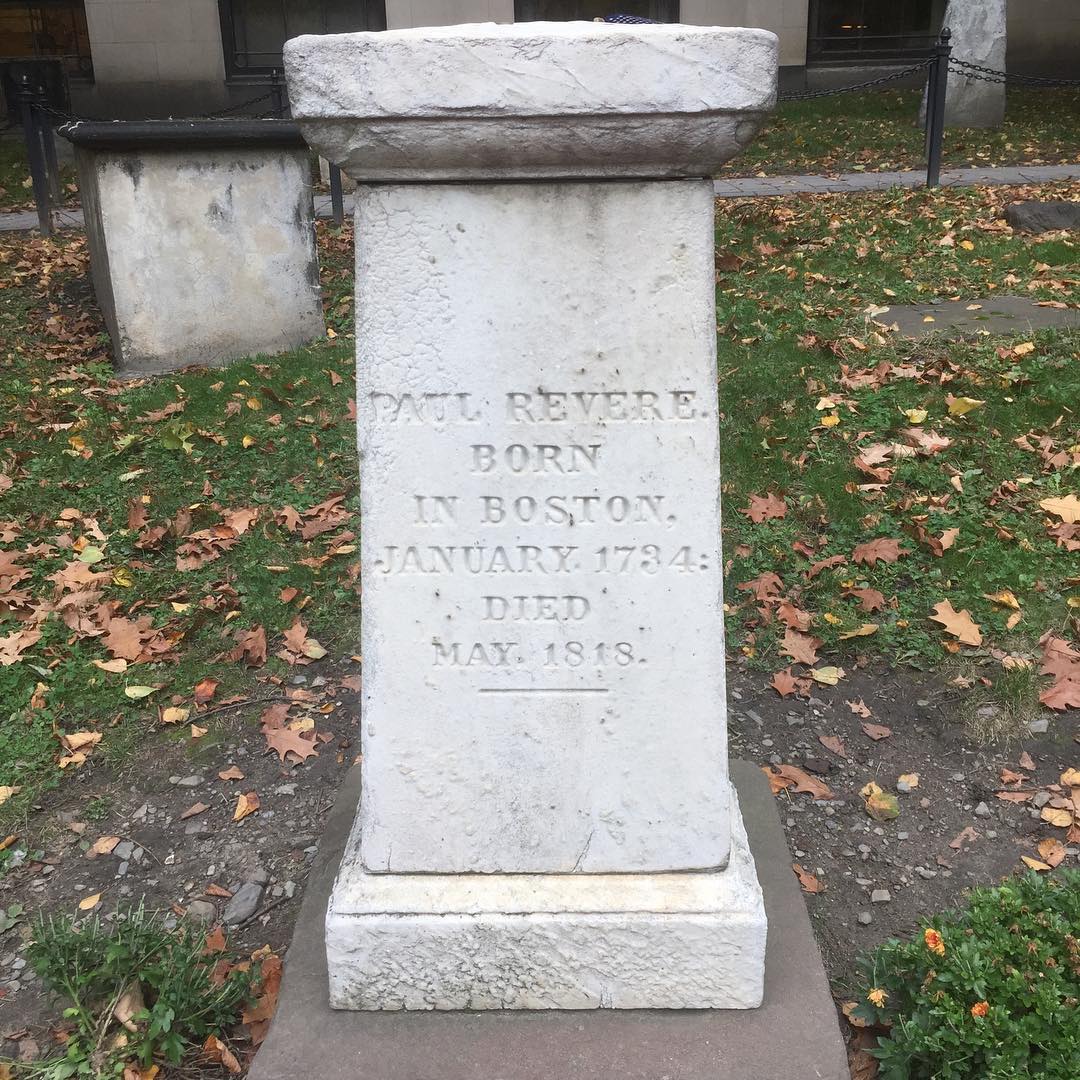 PAUL REVERE.
BORN
IN BOSTON,
JANUARY. 1734:
DIED
MAY. 1818.